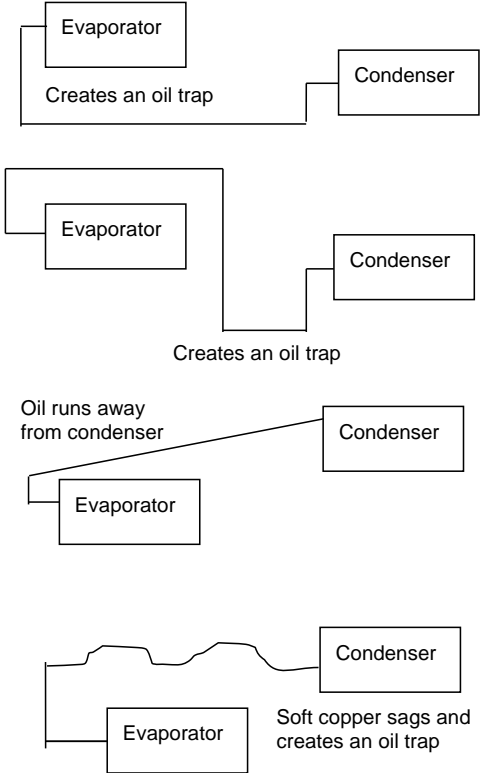 Evaporator
Condenser
Creates an oil trap
Evaporator
Condenser
Creates an oil trap
Oil runs away
from condenser
Condenser
Evaporator
Condenser
Evaporator
Soft copper sags and
creates an oil trap